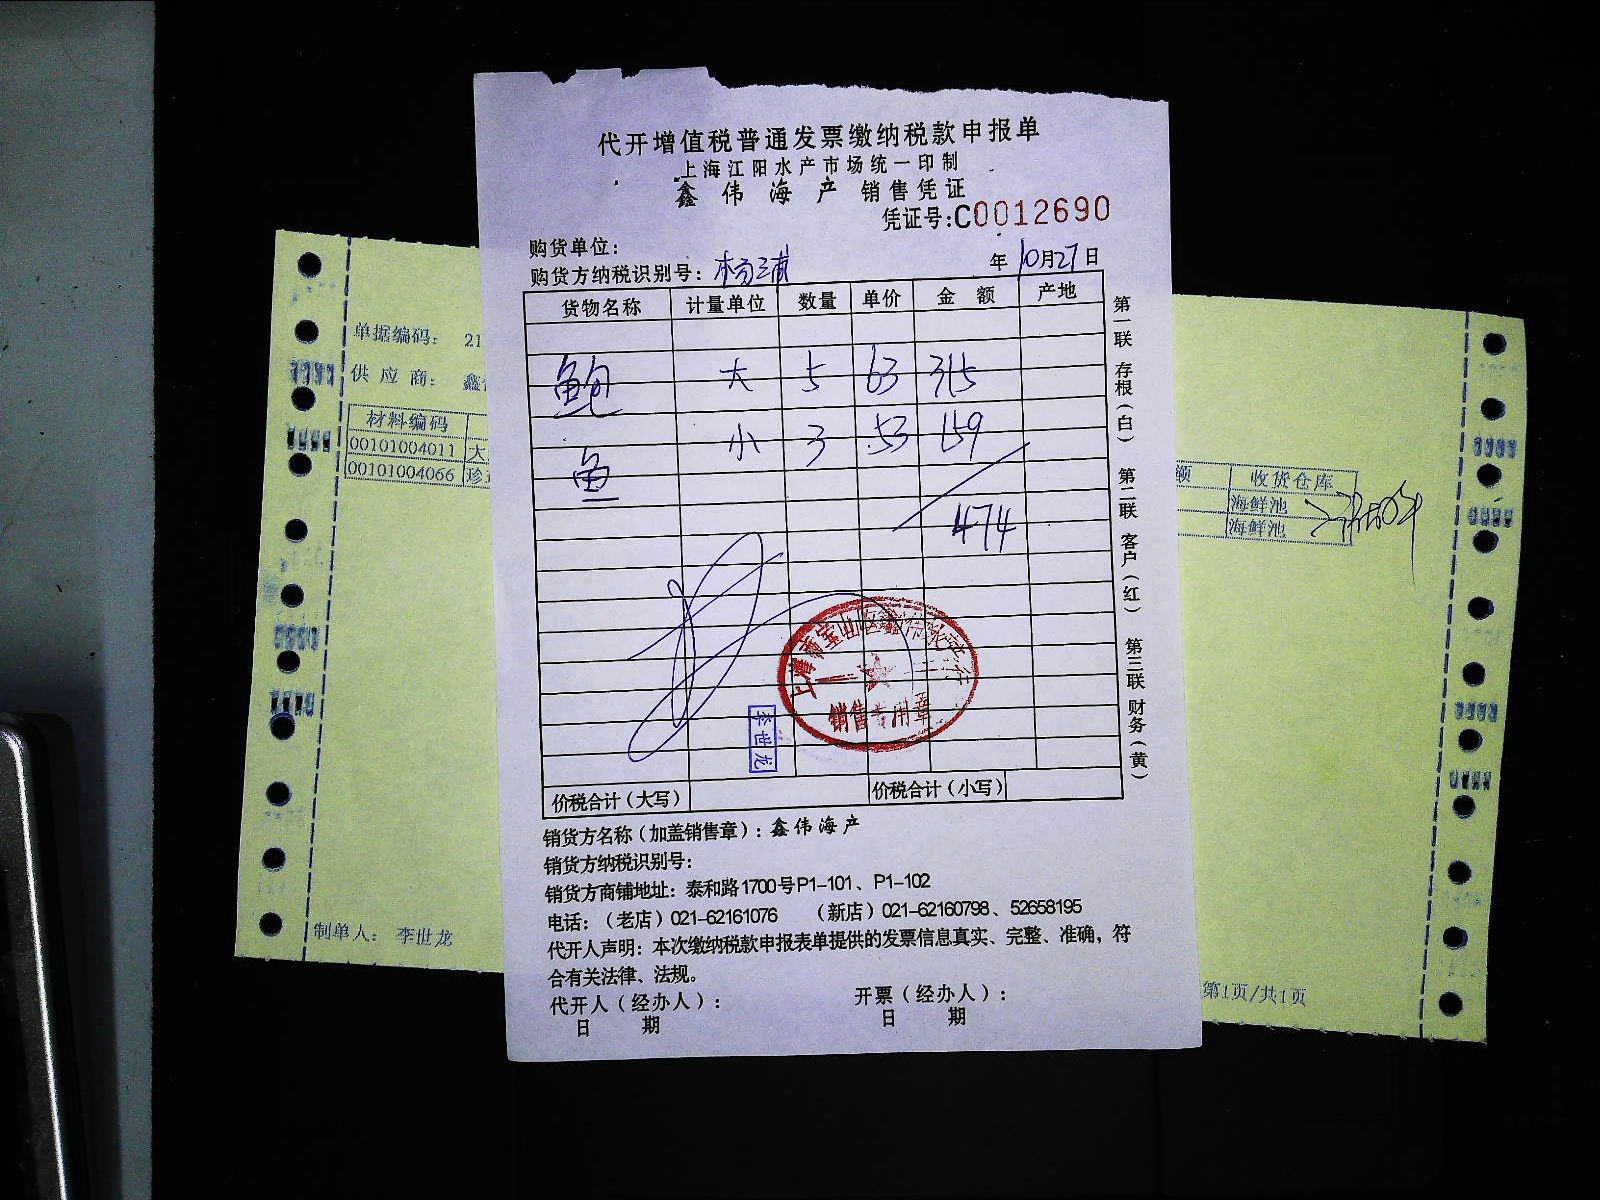 代开增值税普通发票缴纳税款申报单
上海江阳水产市场统一印制
鑫伟海产 销售凭证
凭证号:C0012690
购货单位:
购货方纳税识别号: 杨浦 年10月27日
货物名称 计量单位 数量 单价 金额 产地
鲍 大 5 63 315
小 3 53 159
鱼
474
价税合计(大写) 价税合计(小写)
第一联 存根(白) 第二联 客户(红) 第三联 财务(黄)
销售专用章
李世龙
销货方名称(加盖销售章): 鑫伟海产
销货方纳税识别号:
销货方商铺地址: 泰和路1700号P1-101、P1-102
电话:(老店)021-62161076 (新店)021-62160798、52658195
代开人声明: 本次缴纳税款申报表单提供的发票信息真实、完整、准确, 符
合有关法律、法规。
代开人(经办人): 开票(经办人):
日 期 日 期
单据编码: 21
供应商: 鑫
材料编码
00101004011 大
00101004066 珍
制单人: 李世龙
额 收货仓库
海鲜池
海鲜池
第1页/共1页